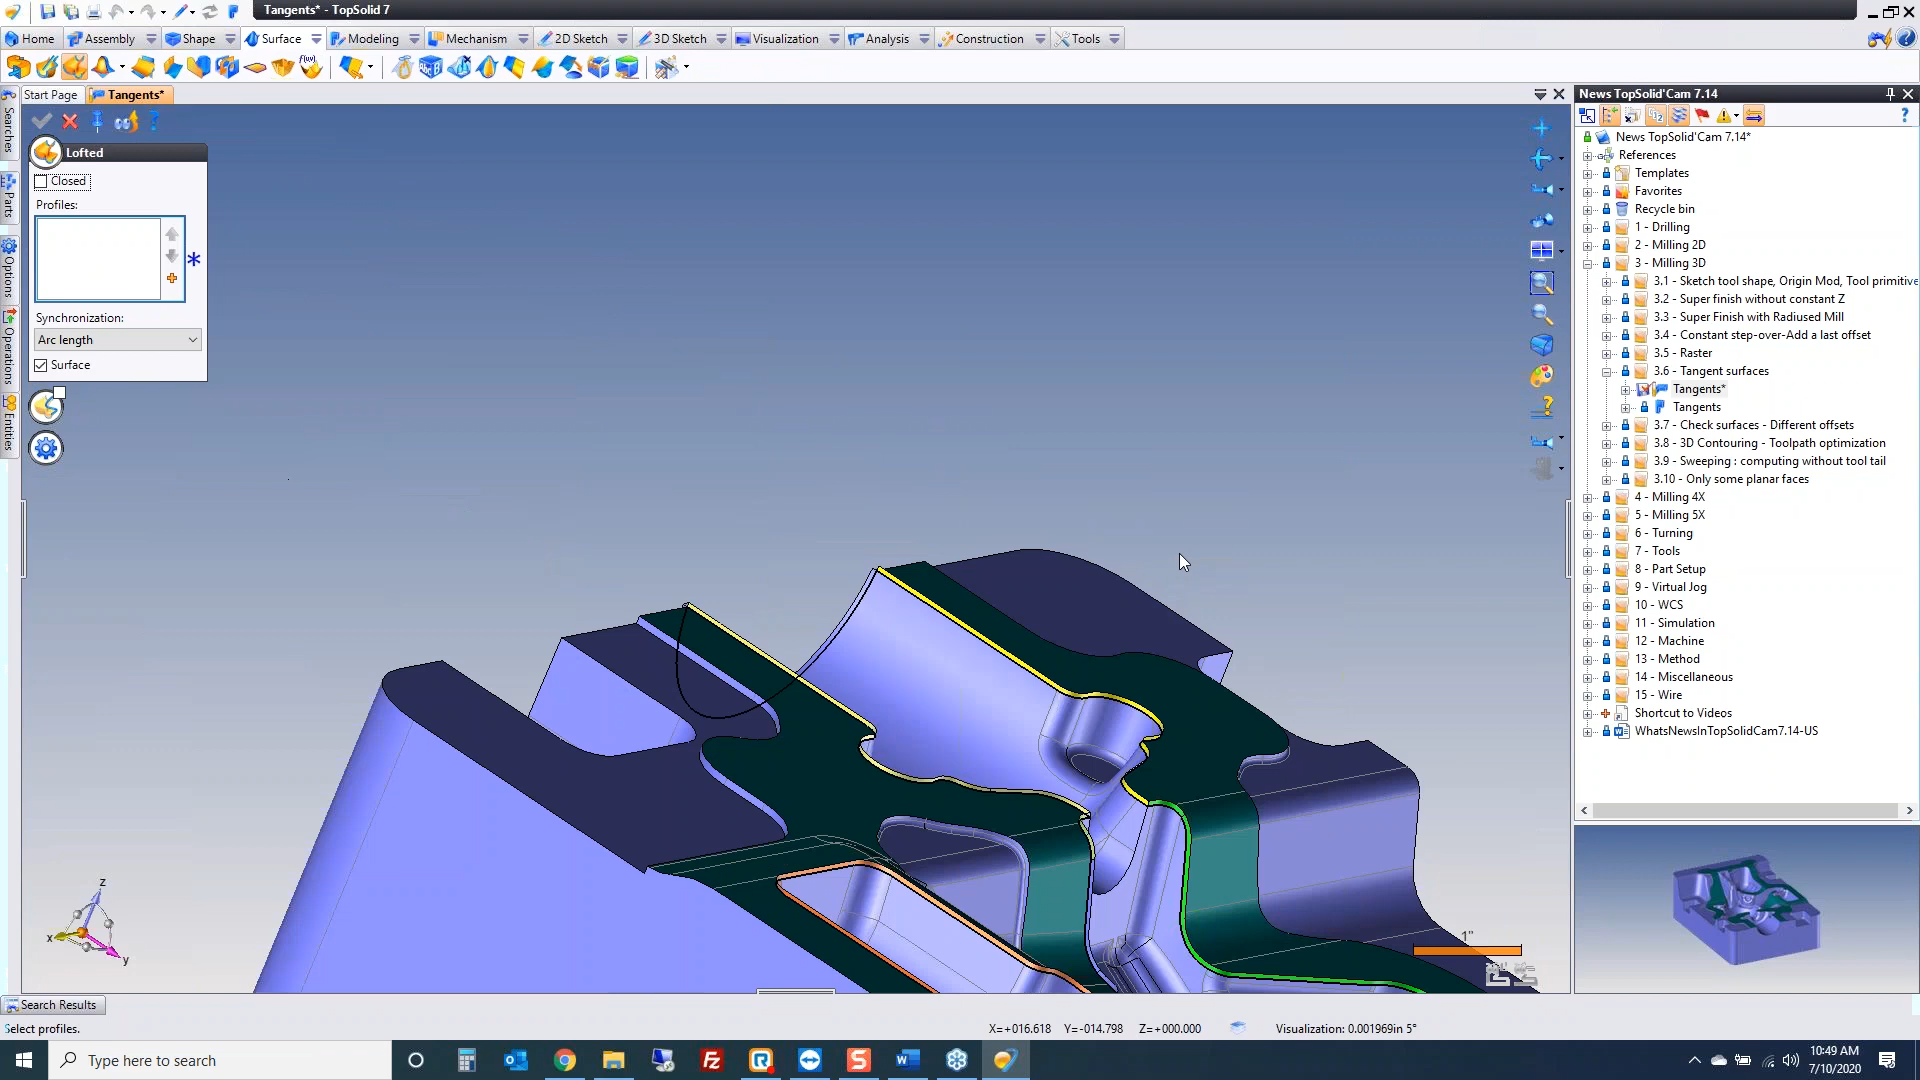 Tangents* - TopSolid 7
Home
Assembly
Shape
Surface
Modeling
Mechanism
2D Sketch
3D Sketch
Visualization
Analysis
Construction
Tools
Start Page
Tangents*
Searches
Parts
Options
Operations
Entities
Lofted
Closed
Profiles:
Synchronization:
Arc length
Surface
z
x
y
1"
News TopSolid'Cam 7.14
News TopSolid'Cam 7.14*
References
Templates
Favorites
Recycle bin
1 - Drilling
2 - Milling 2D
3 - Milling 3D
3.1 - Sketch tool shape, Origin Mod, Tool primitive
3.2 - Super finish without constant Z
3.3 - Super Finish with Radiused Mill
3.4 - Constant step-over-Add a last offset
3.5 - Raster
3.6 - Tangent surfaces
Tangents*
Tangents
3.7 - Check surfaces - Different offsets
3.8 - 3D Contouring - Toolpath optimization
3.9 - Sweeping : computing without tool tail
3.10 - Only some planar faces
4 - Milling 4X
5 - Milling 5X
6 - Turning
7 - Tools
8 - Part Setup
9 - Virtual Jog
10 - WCS
11 - Simulation
12 - Machine
13 - Method
14 - Miscellaneous
15 - Wire
Shortcut to Videos
WhatsNewsInTopSolidCam7.14-US
Search Results
Select profiles.
X=+016.618 Y=-014.798 Z=+000.000
Visualization: 0.001969in 5°
Type here to search
10:49 AM
7/10/2020